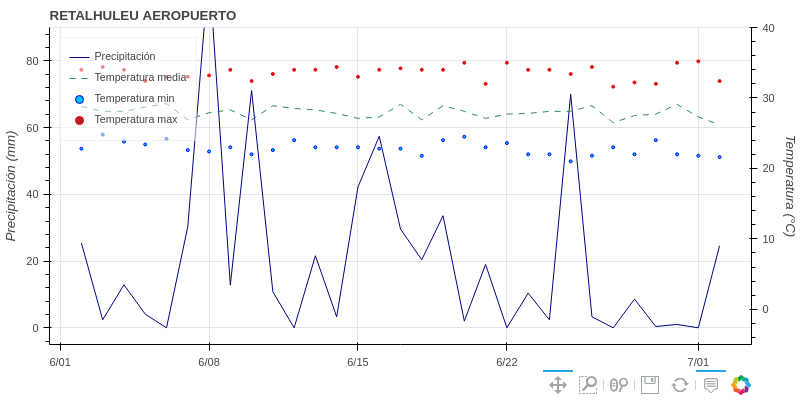 RETALHULEU AEROPUERTO
Precipitación
Temperatura media
Temperatura min
Temperatura max
Precipitación (mm)
0
20
40
60
80
Temperatura (°C)
40
30
20
10
0
6/01
6/08
6/15
6/22
7/01